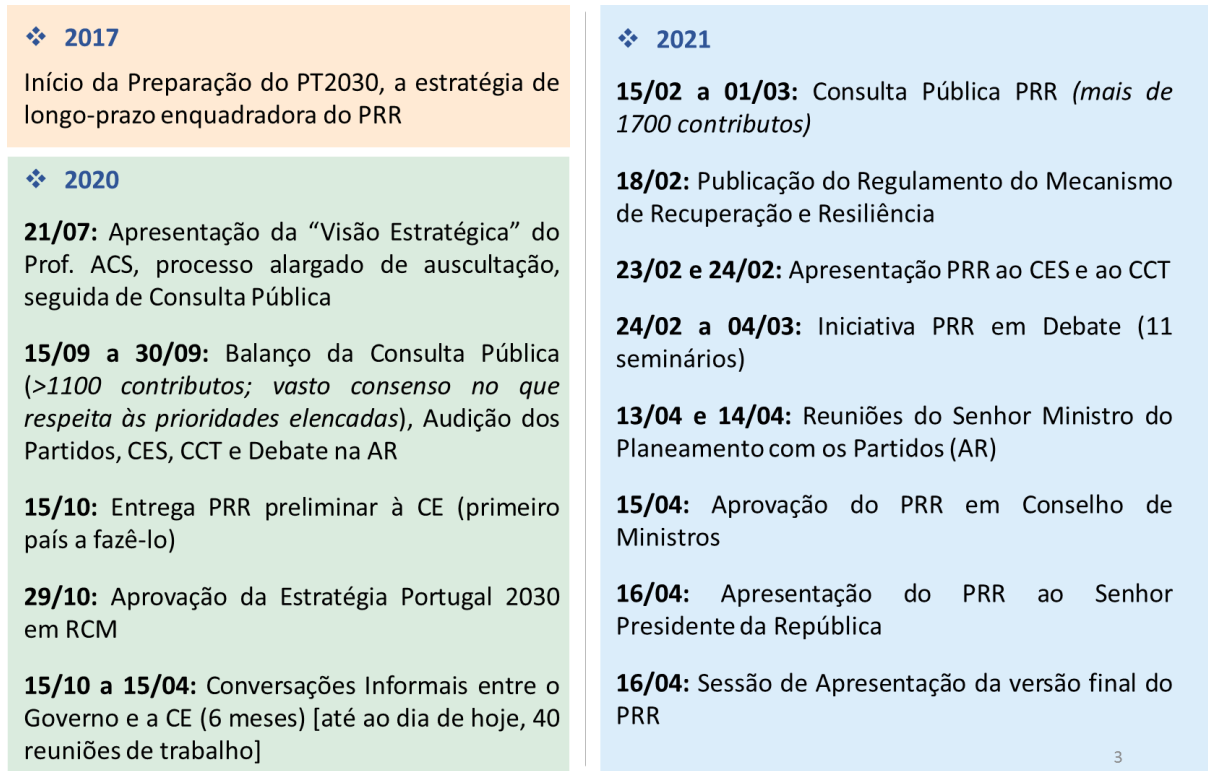 ❖ 2017
Início da Preparação do PT2030, a estratégia de
longo-prazo enquadradora do PRR
❖ 2020
21/07: Apresentação da “Visão Estratégica” do
Prof. ACS, processo alargado de auscultação,
seguida de Consulta Pública
15/09 a 30/09: Balanço da Consulta Pública
(>1100 contributos; vasto consenso no que
respeita às prioridades elencadas), Audição dos
Partidos, CES, CCT e Debate na AR
15/10: Entrega PRR preliminar à CE (primeiro
país a fazê-lo)
29/10: Aprovação da Estratégia Portugal 2030
em RCM
15/10 a 15/04: Conversações Informais entre o
Governo e a CE (6 meses) [até ao dia de hoje, 40
reuniões de trabalho]
❖ 2021
15/02 a 01/03: Consulta Pública PRR (mais de
1700 contributos)
18/02: Publicação do Regulamento do Mecanismo
de Recuperação e Resiliência
23/02 e 24/02: Apresentação PRR ao CES e ao CCT
24/02 a 04/03: Iniciativa PRR em Debate (11
seminários)
13/04 e 14/04: Reuniões do Senhor Ministro do
Planeamento com os Partidos (AR)
15/04: Aprovação do PRR em Conselho de
Ministros
16/04: Apresentação do PRR ao Senhor
Presidente da República
16/04: Sessão de Apresentação da versão final do
PRR
3